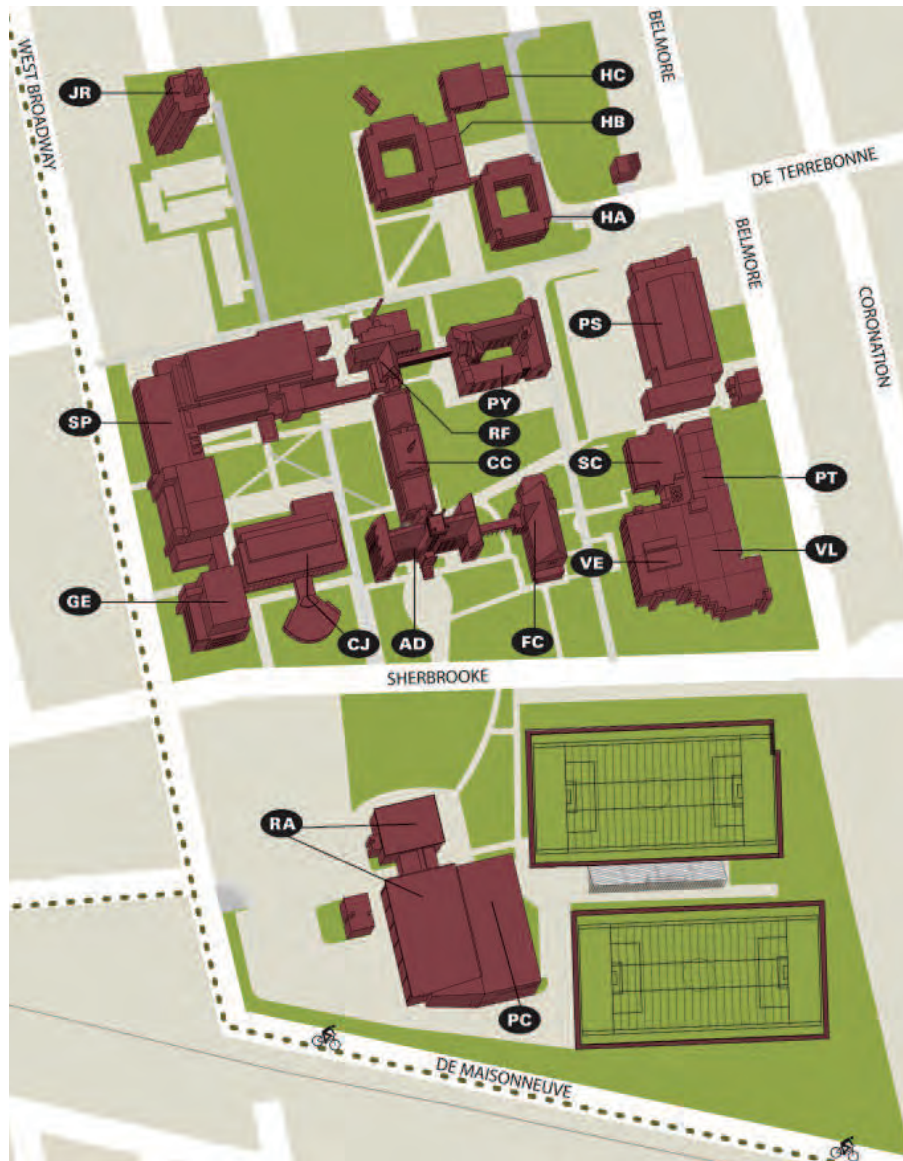 WEST BROADWAY
BELMORE
JR
HC
HB
DE TERREBONNE
HA
BELMORE
CORONATION
PS
PY
SP
RF
CC
SC
PT
VE
VL
GE
CJ
AD
FC
SHERBROOKE
RA
PC
DE MAISONNEUVE